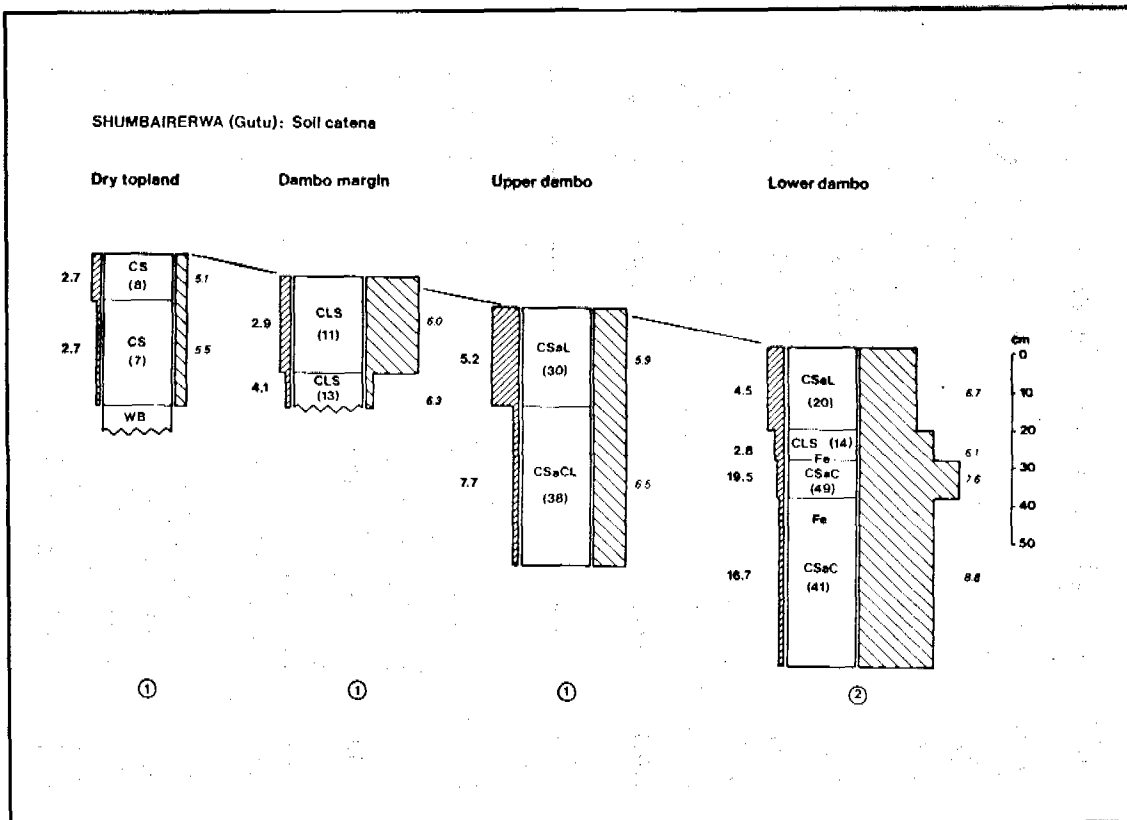 SHUMBAIRERWA (Gutu): Soil catena
Dry topland Dambo margin Upper dambo Lower dambo
2.7 CS (8) 5.1
2.7 CS (7) 5.5
WB
2.9 CLS (11) 6.0
4.1 CLS (13) 6.3
5.2 CSaL (30) 5.9
7.7 CSaCL (38) 6.5
4.5 CSaL (20) 6.7
2.8 CLS (14) 6.1
Fe
19.5 CSaC (49) 7.6
Fe
16.7 CSaC (41) 8.8
cm
0
10
20
30
40
50
1 1 1 2